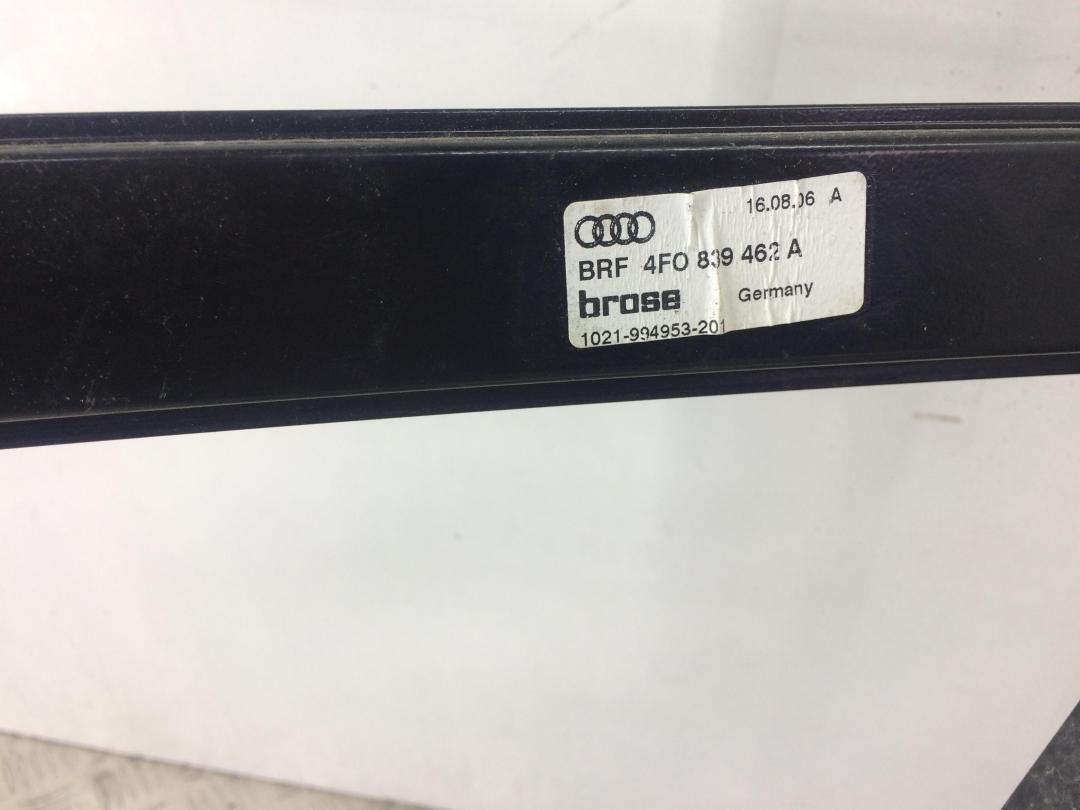 16.08.06 A
BRF 4F0 839 462 A
brose Germany
1021-994953-201